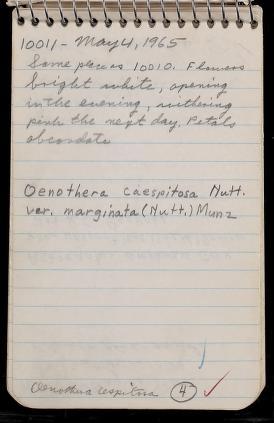 10011 - May 4, 1965
Same place as 10010. Flowers
bright white, opening
in the evening, withering
pink the next day. Petals
obcordate
Oenothera caespitosa Nutt.
var. marginata (Nutt.) Munz
Oenothera cespitosa 4